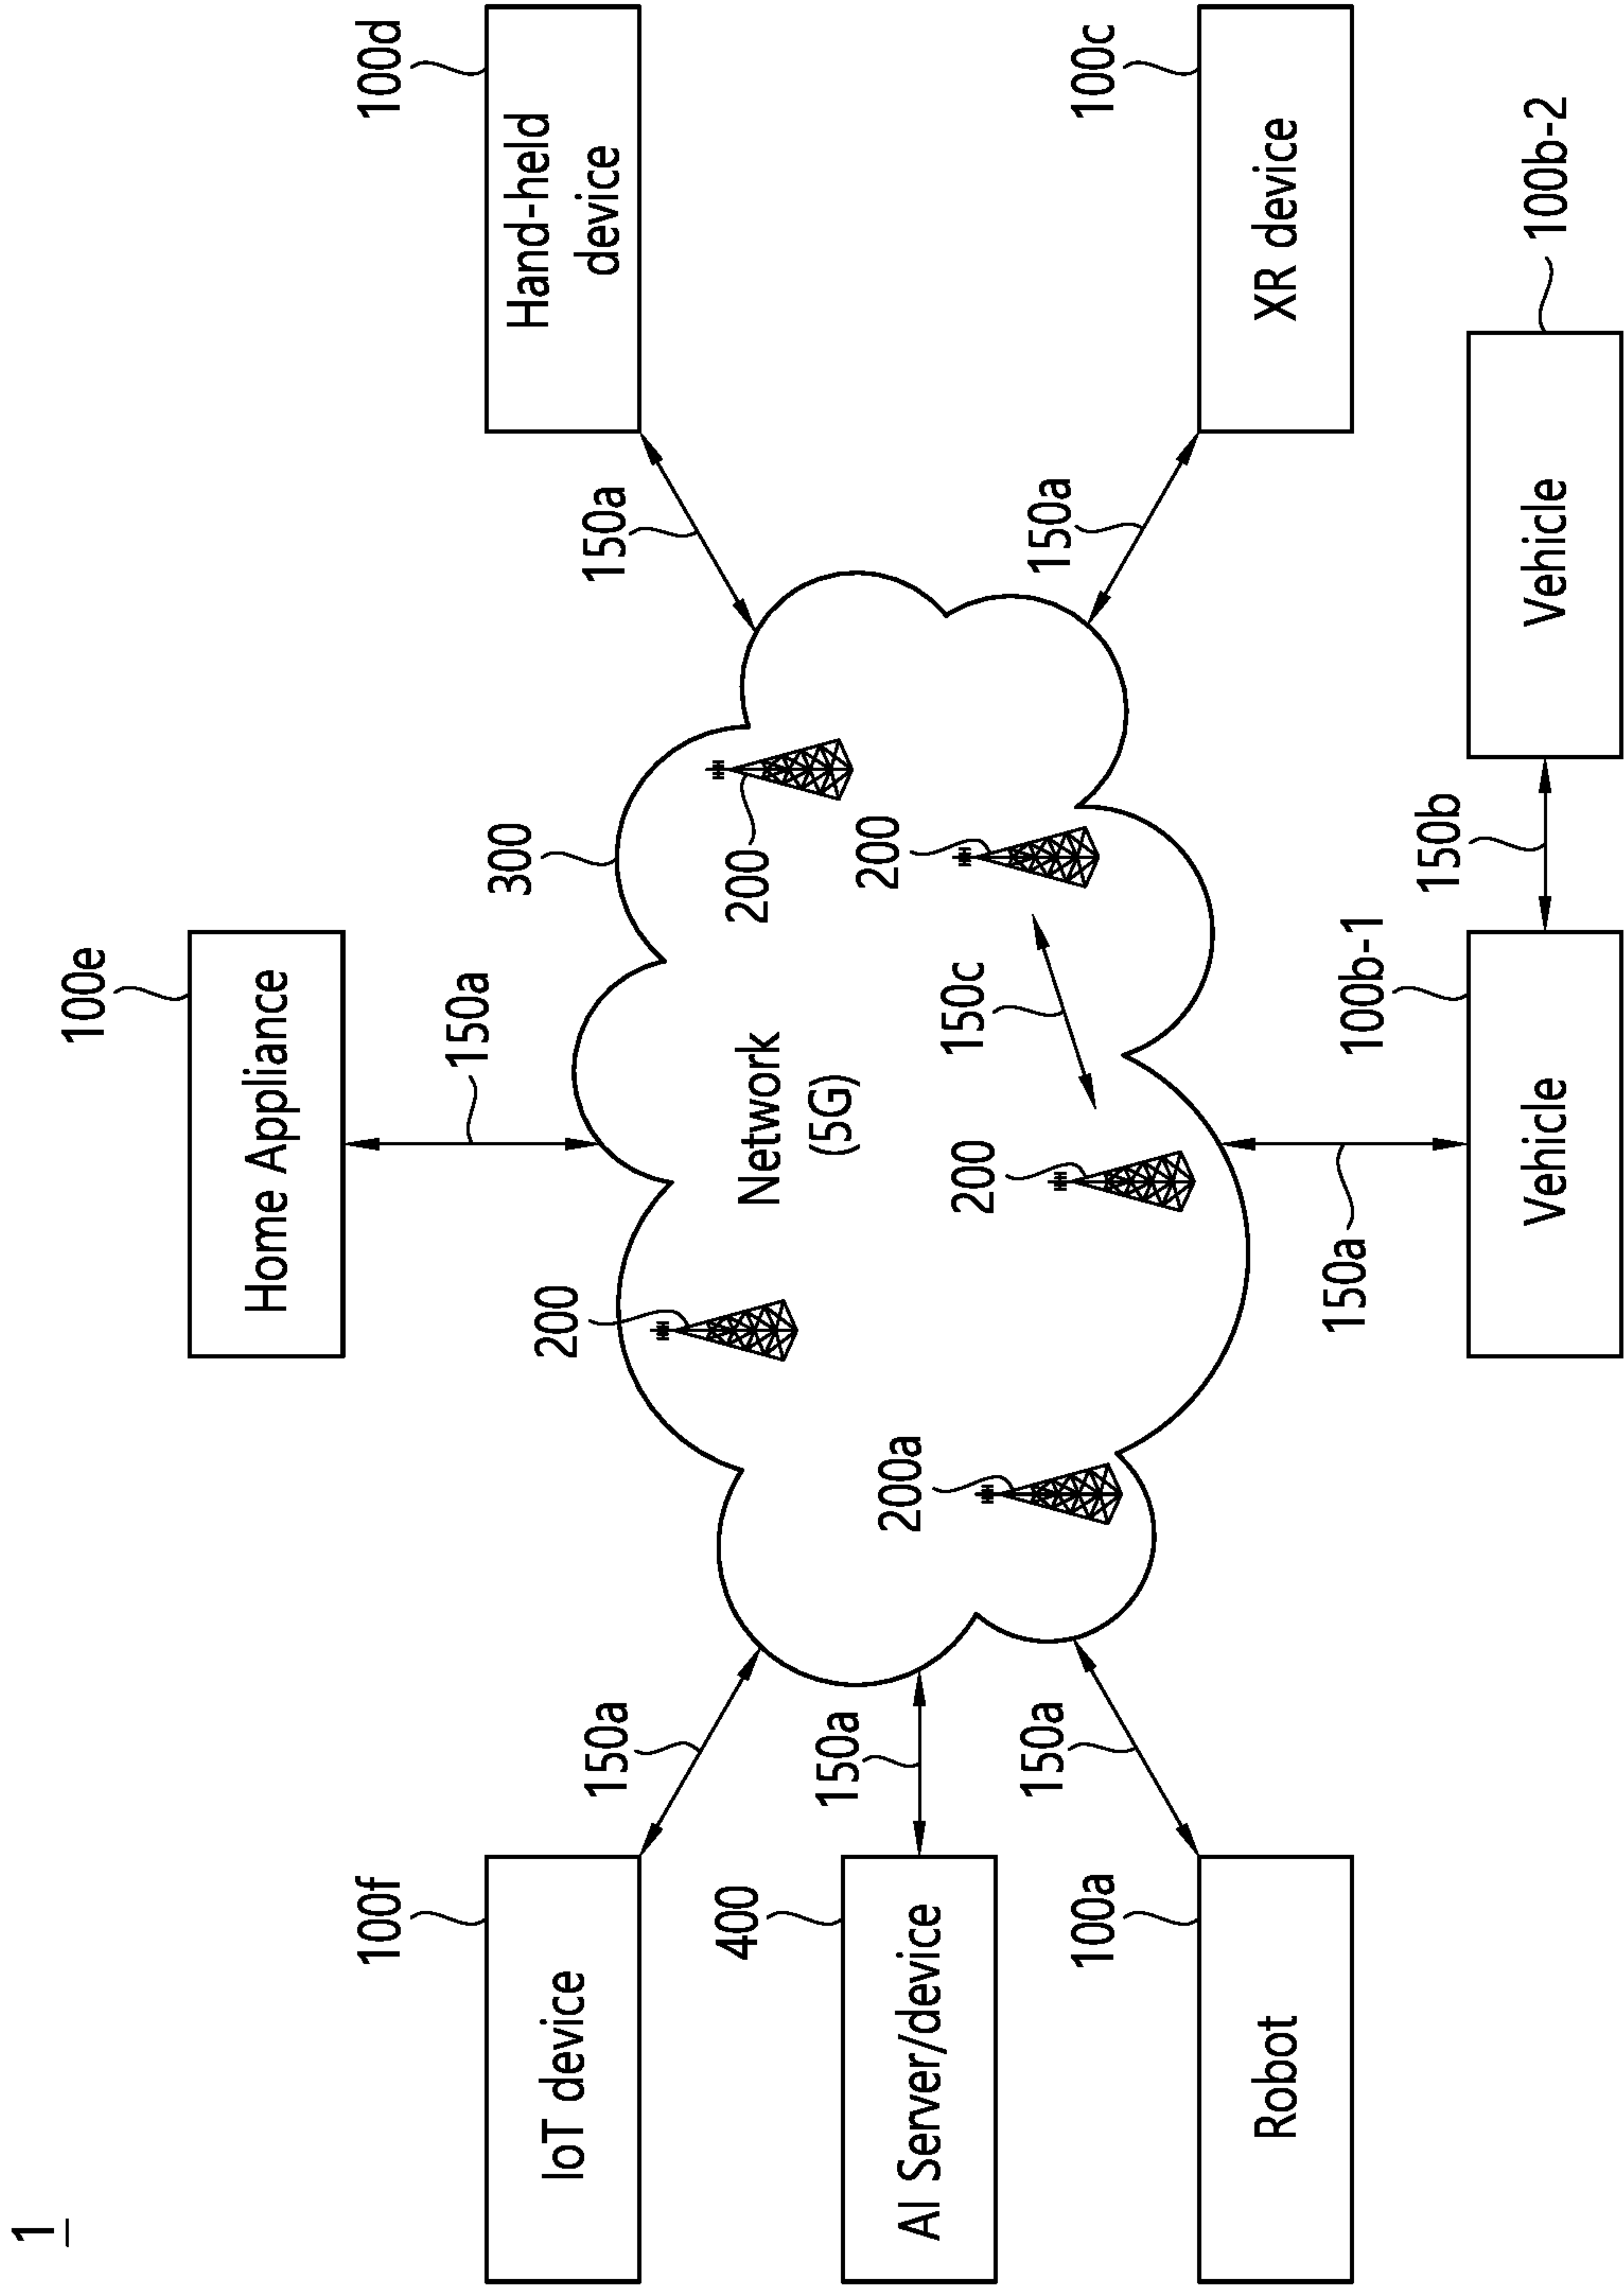 1
100e
Home Appliance
150a
300
100f
IoT device
150a
100d
Hand-held
device
150a
200
200
Network
(5G)
400
AI Server/device
150a
200a
200
150c
200
100a
Robot
150a
100c
XR device
150a
150a
100b-1
Vehicle
150b
100b-2
Vehicle